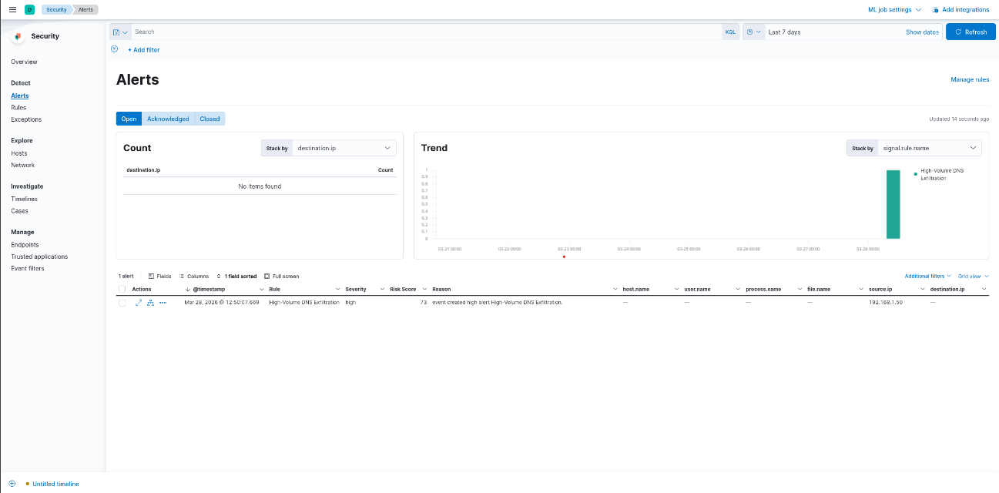 D Security Alerts ML job settings Add integrations
Security
Overview
Detect
Alerts
Rules
Exceptions
Explore
Hosts
Network
Investigate
Timelines
Cases
Manage
Endpoints
Trusted applications
Event filters
Search KQL Last 7 days Show dates Refresh
+ Add filter
Alerts Manage rules
Open Acknowledged Closed Updated 14 seconds ago
Count Stack by destination.ip
destination.ip Count
No items found
Trend Stack by signal.rule.name
1
0.9
0.8
0.7
0.6
0.5
0.4
0.3
0.2
0.1
0
03-21 00:00 03-22 00:00 03-23 00:00 03-24 00:00 03-25 00:00 03-26 00:00 03-27 00:00 03-28 00:00
High-Volume DNS
Exfiltration
1 alert Fields Columns 1 field sorted Full screen Additional filters Grid view
Actions @timestamp Rule Severity Risk Score Reason host.name user.name process.name file.name source.ip destination.ip
Mar 28, 2026 @ 12:50:07.669 High-Volume DNS Exfiltration high 73 event created high alert High-Volume DNS Exfiltration. — — — — 192.168.1.50 —
Untitled timeline